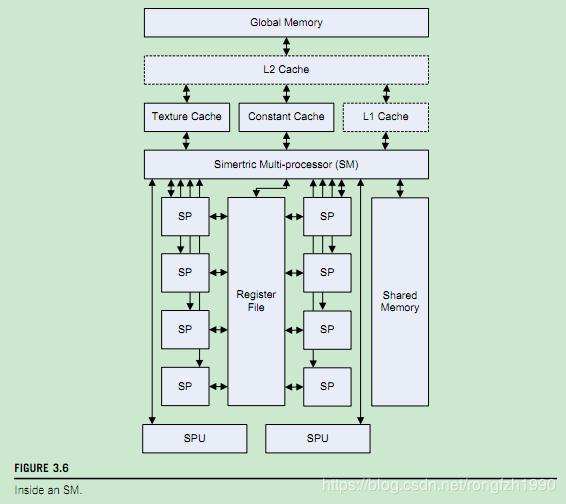 Global Memory
L2 Cache
Texture Cache
Constant Cache
L1 Cache
Simertric Multi-processor (SM)
SP
SP
SP
SP
Register
File
SP
SP
SP
SP
Shared
Memory
SPU
SPU
FIGURE 3.6
Inside an SM.
https://blog.csdn.net/rongfzh1990